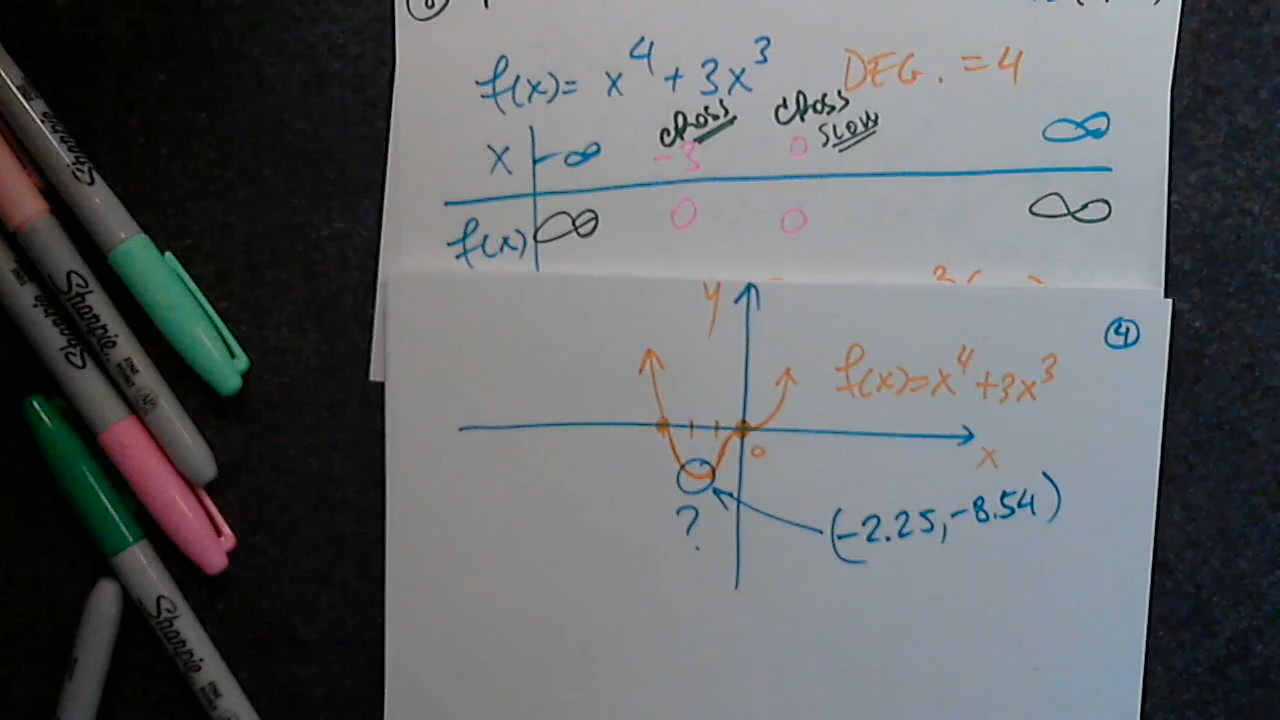 f(x) = x⁴ + 3x³ DEG. = 4
CROSS CROSS SLOW
x -∞ -3 0 ∞
f(x) ∞ 0 0 ∞
④
y
f(x) = x⁴ + 3x³
0
x
(-2.25, -8.54)
?
Sharpie
Sharpie
Sharpie
Sharpie